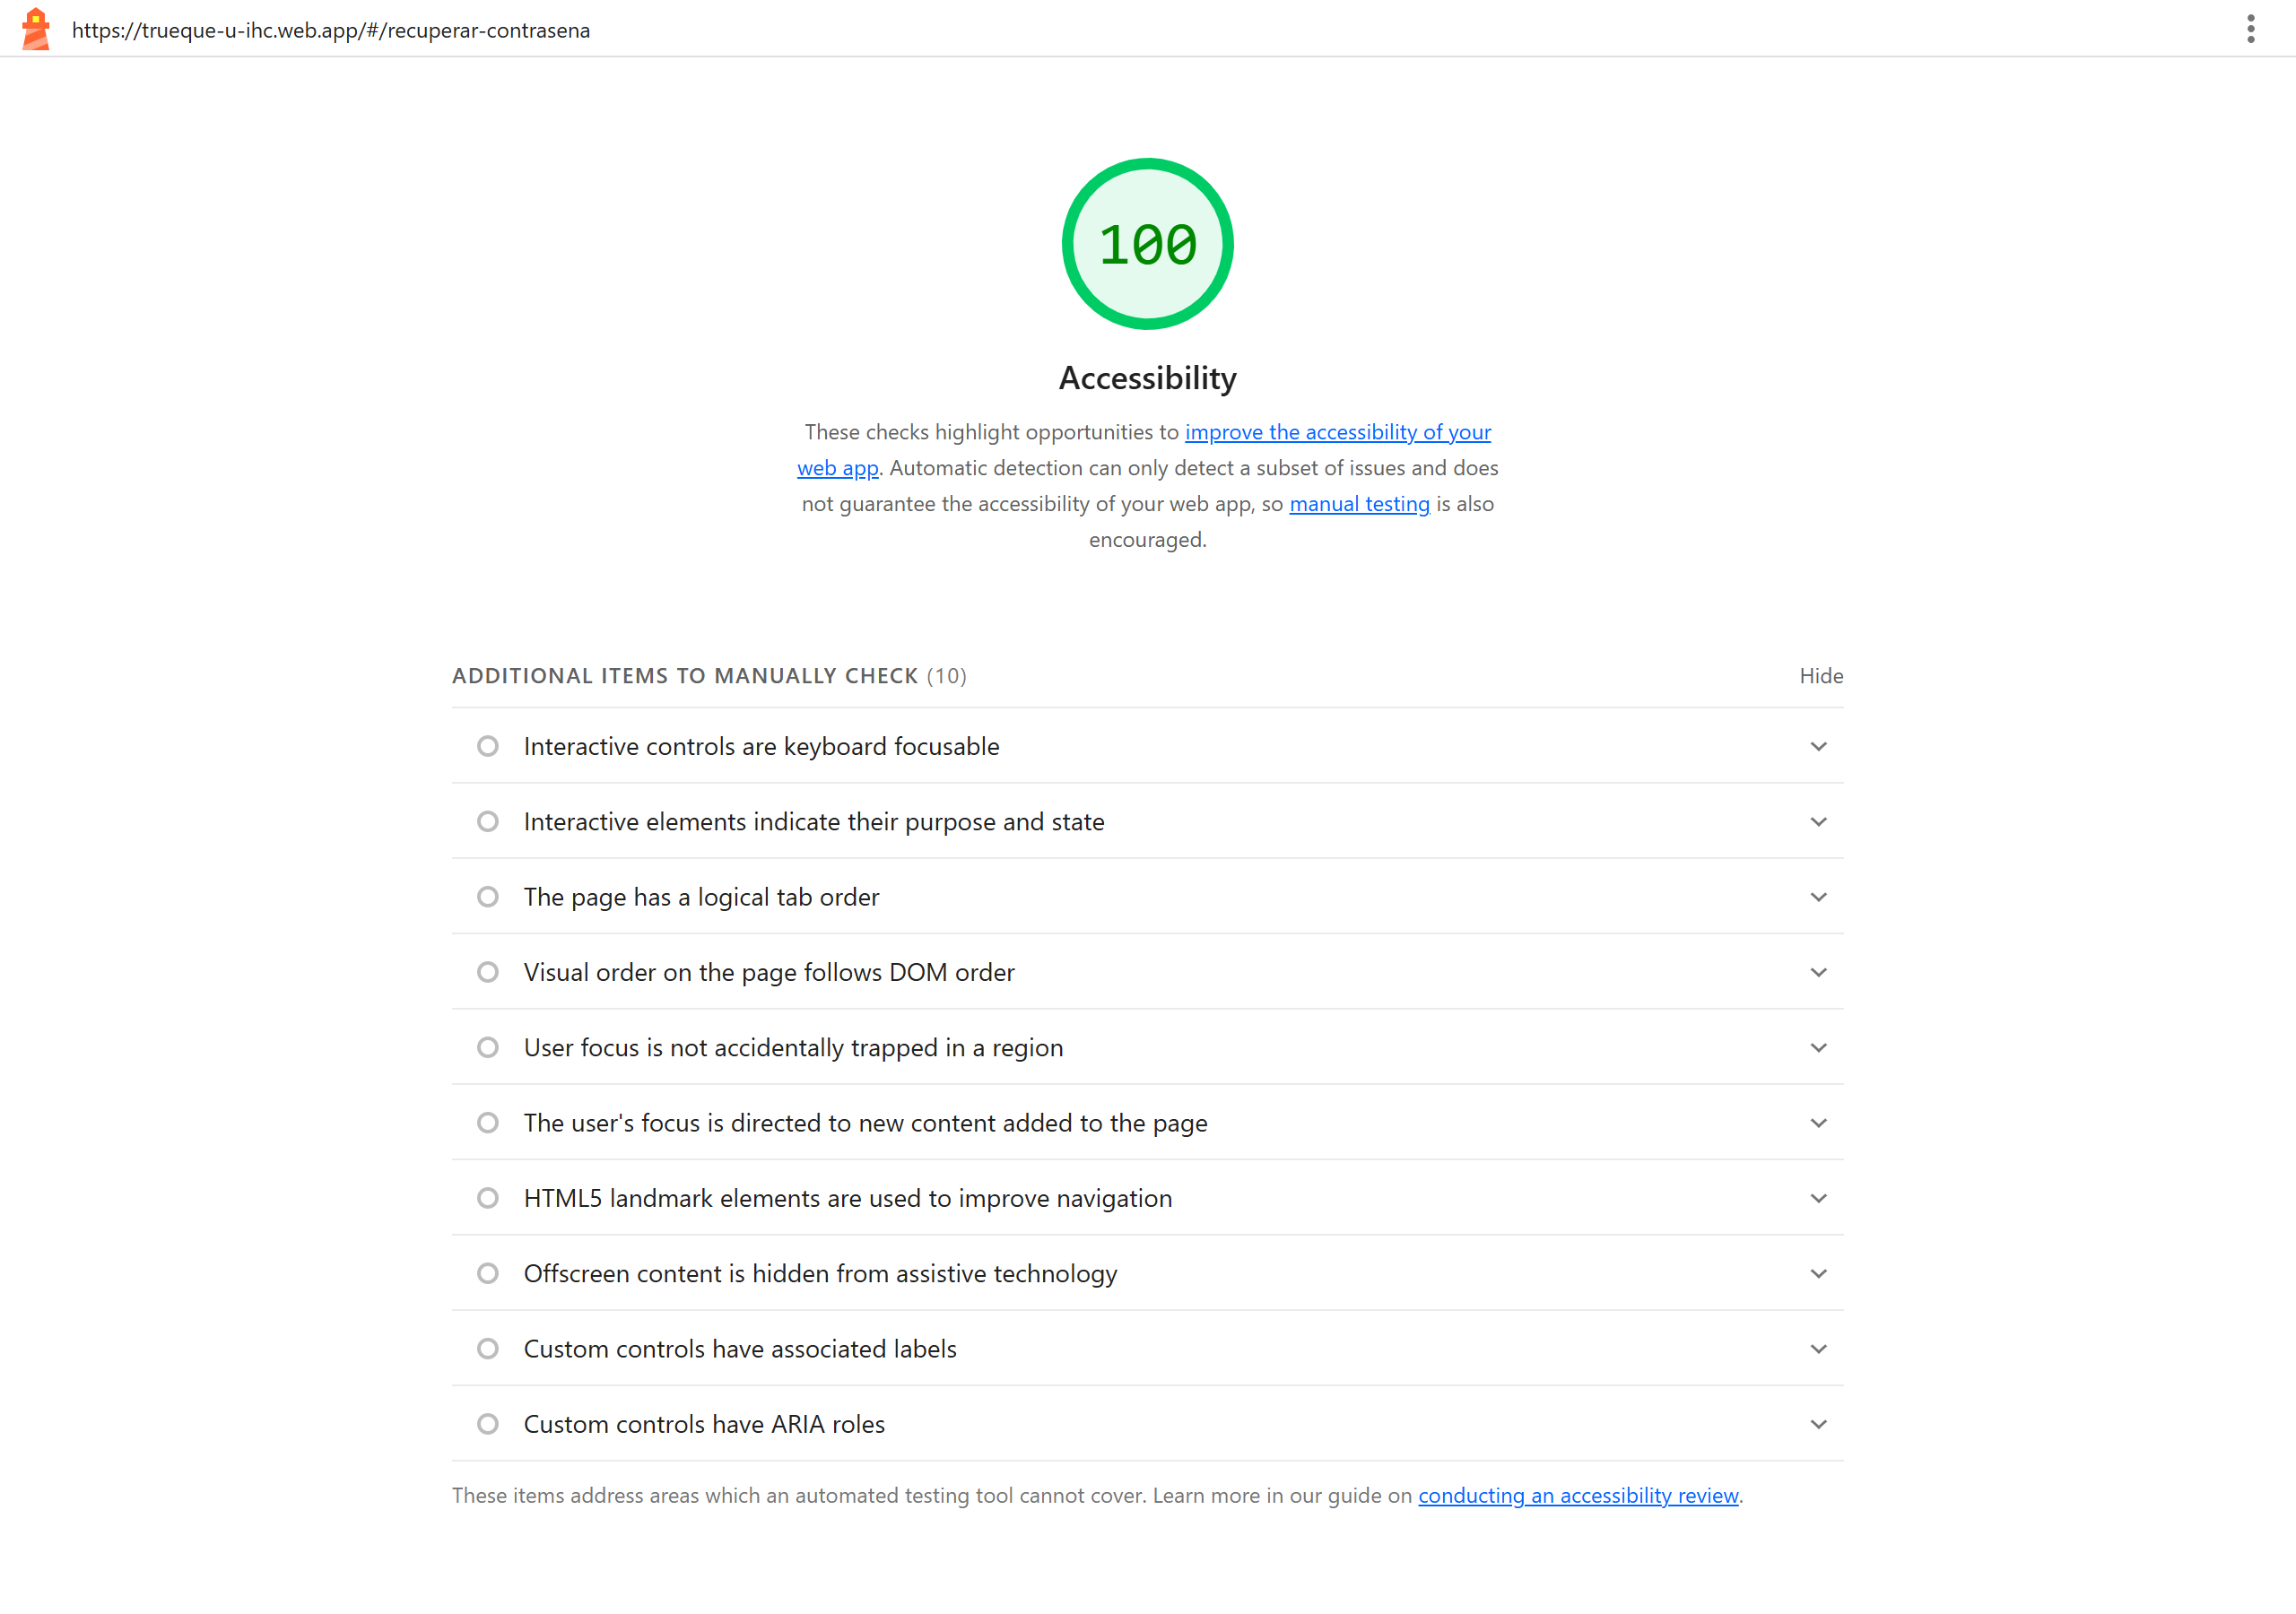 https://trueque-u-ihc.web.app/#/recuperar-contrasena
100
Accessibility
These checks highlight opportunities to improve the accessibility of your
web app. Automatic detection can only detect a subset of issues and does
not guarantee the accessibility of your web app, so manual testing is also
encouraged.
ADDITIONAL ITEMS TO MANUALLY CHECK (10) Hide
Interactive controls are keyboard focusable
Interactive elements indicate their purpose and state
The page has a logical tab order
Visual order on the page follows DOM order
User focus is not accidentally trapped in a region
The user's focus is directed to new content added to the page
HTML5 landmark elements are used to improve navigation
Offscreen content is hidden from assistive technology
Custom controls have associated labels
Custom controls have ARIA roles
These items address areas which an automated testing tool cannot cover. Learn more in our guide on conducting an accessibility review.